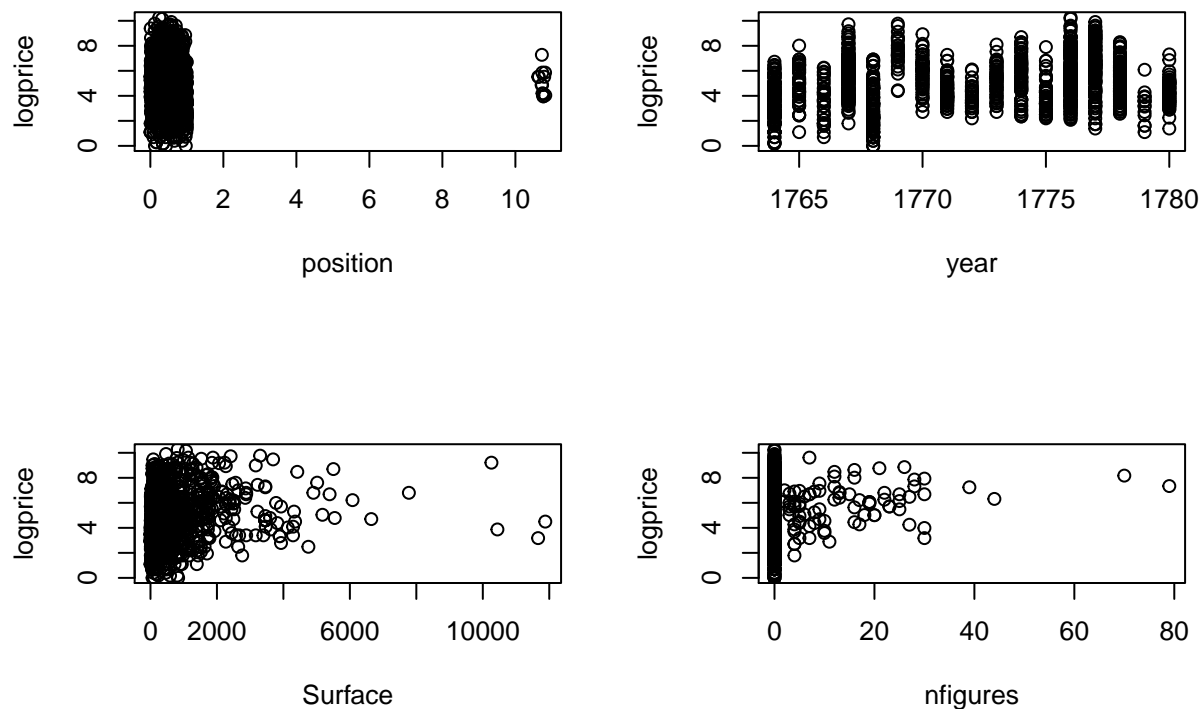 logprice
0 4 8
0 2 4 6 8 10
position
logprice
0 4 8
1765 1770 1775 1780
year
logprice
0 4 8
0 2000 6000 10000
Surface
logprice
0 4 8
0 20 40 60 80
nfigures